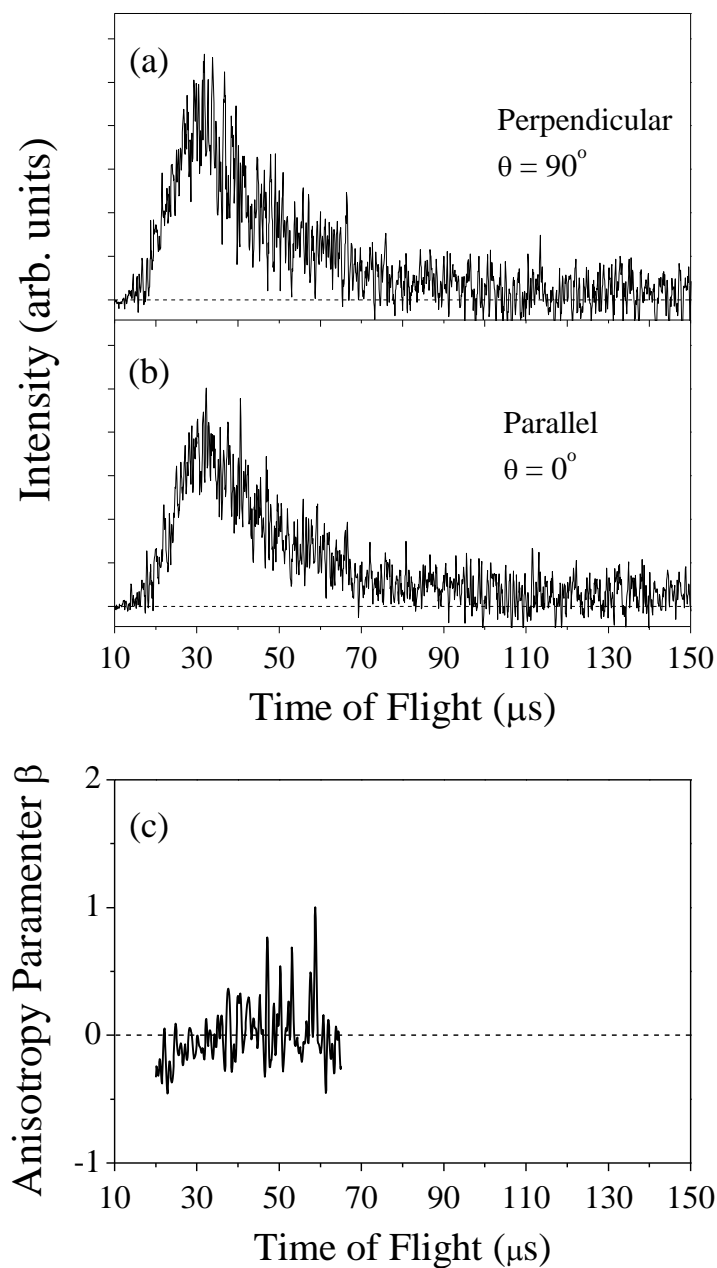 (a)
Perpendicular
θ = 90°
Intensity (arb. units)
(b)
Parallel
θ = 0°
10 30 50 70 90 110 130 150
Time of Flight (μs)
(c)
Anisotropy Paramenter β
2
1
0
-1
10 30 50 70 90 110 130 150
Time of Flight (μs)